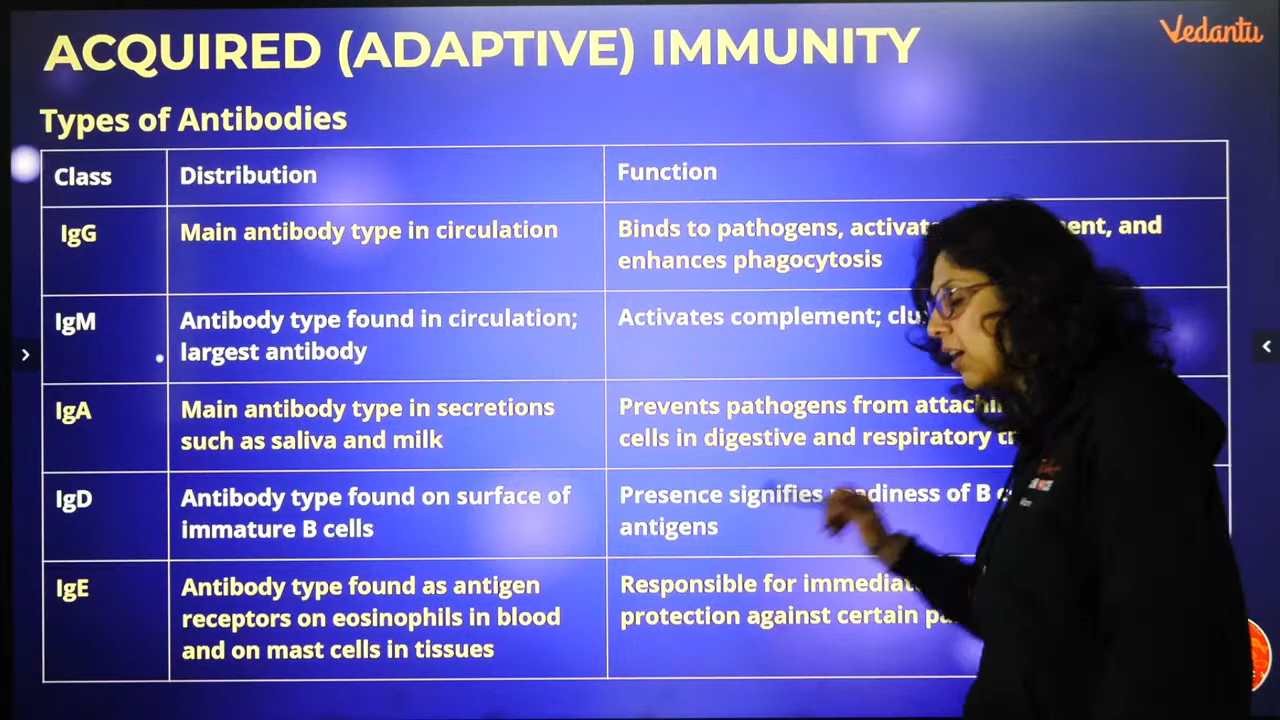 ACQUIRED (ADAPTIVE) IMMUNITY
Vedantu
Types of Antibodies
Class
Distribution
Function
IgG
Main antibody type in circulation
Binds to pathogens, and
enhances phagocytosis
IgM
Antibody type found in circulation;
largest antibody
Activates complement;
IgA
Main antibody type in secretions
such as saliva and milk
Prevents pathogens from
cells in digestive and respiratory
IgD
Antibody type found on surface of
immature B cells
Presence signifies of B
antigens
IgE
Antibody type found as antigen
receptors on eosinophils in blood
and on mast cells in tissues
Responsible for
protection against certain